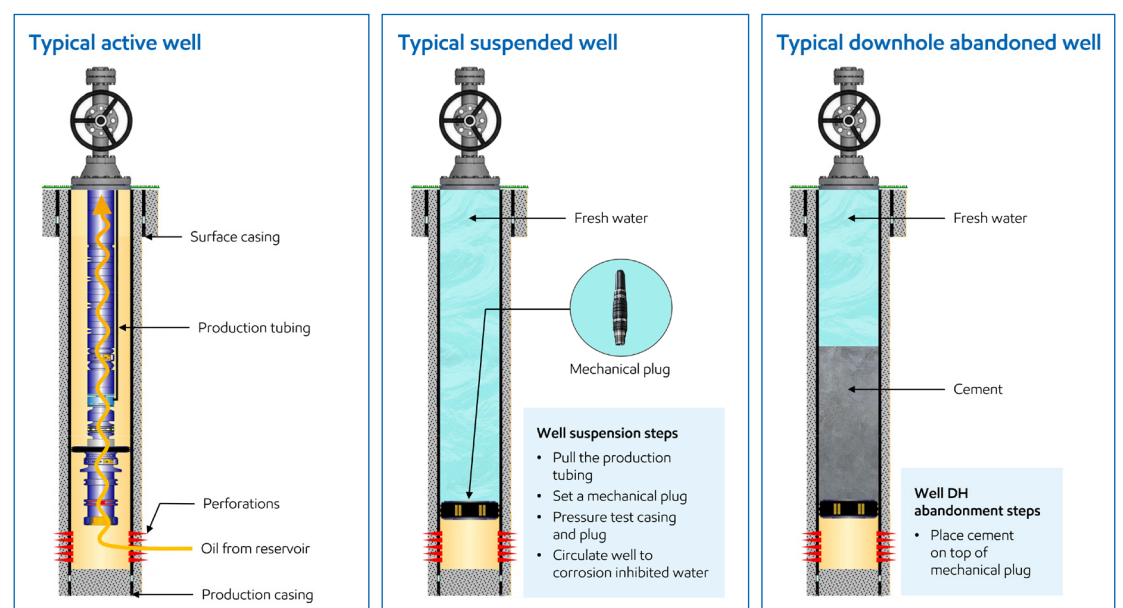 Typical active well
Surface casing
Production tubing
Perforations
Oil from reservoir
Production casing
Typical suspended well
Fresh water
Mechanical plug
Well suspension steps
• Pull the production
tubing
• Set a mechanical plug
• Pressure test casing
and plug
• Circulate well to
corrosion inhibited water
Typical downhole abandoned well
Fresh water
Cement
Well DH
abandonment steps
• Place cement
on top of
mechanical plug